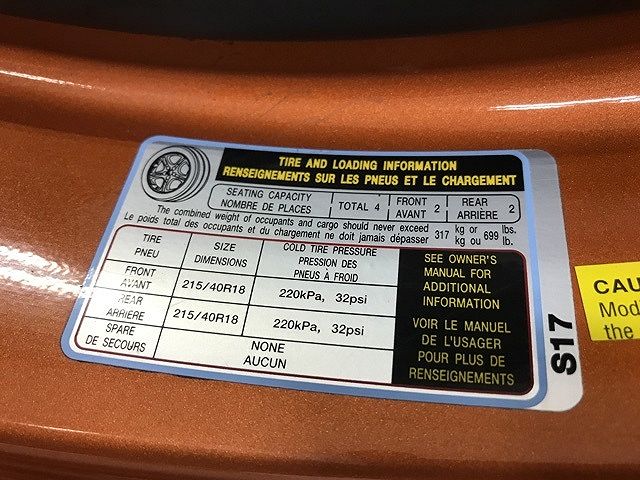 TIRE AND LOADING INFORMATION
RENSEIGNEMENTS SUR LES PNEUS ET LE CHARGEMENT
total
SEATING CAPACITY
NOMBRE DE PLACES
TOTAL 4
FRONT
AVANT 2
REAR
ARRIÈRE 2
The combined weight of occupants and cargo should never exceed 317 kg or 699 lbs.
Le poids total des occupants et du chargement ne doit jamais dépasser kg ou lb.
TIRE
PNEU
SIZE
DIMENSIONS
COLD TIRE PRESSURE
PRESSION DES
PNEUS À FROID
FRONT
AVANT
215/40R18
220kPa, 32psi
REAR
ARRIÈRE
215/40R18
220kPa, 32psi
SPARE
DE SECOURS
NONE
AUCUN
SEE OWNER'S
MANUAL FOR
ADDITIONAL
INFORMATION
VOIR LE MANUEL
DE L'USAGER
POUR PLUS DE
RENSEIGNEMENTS
S17
CAU
Mod
the